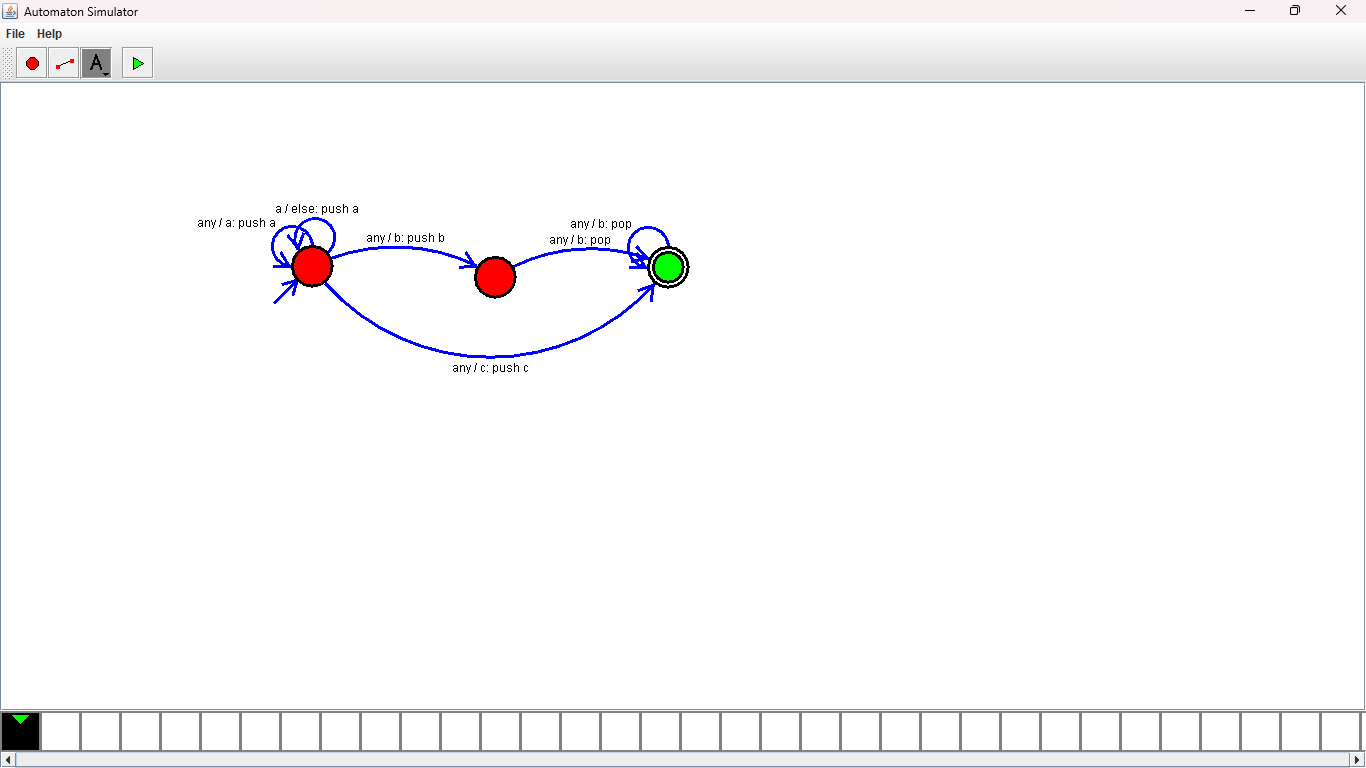 Automaton Simulator
File Help
A
a / else: push a
any / a: push a
any / b: push b
any / b: pop
any / b: pop
any / c: push c